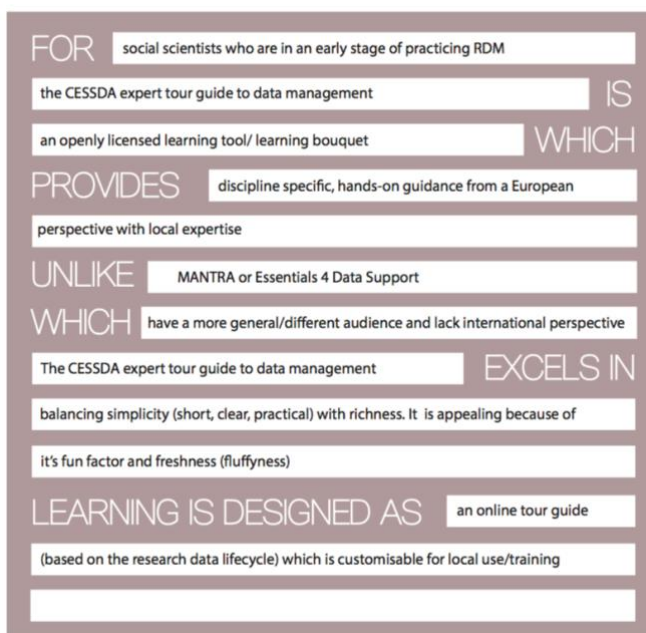 FOR social scientists who are in an early stage of practicing RDM
the CESSDA expert tour guide to data management IS
an openly licensed learning tool/ learning bouquet WHICH
PROVIDES discipline specific, hands-on guidance from a European
perspective with local expertise
UNLIKE MANTRA or Essentials 4 Data Support
WHICH have a more general/different audience and lack international perspective
The CESSDA expert tour guide to data management EXCELS IN
balancing simplicity (short, clear, practical) with richness. It is appealing because of
it's fun factor and freshness (fluffyness)
LEARNING IS DESIGNED AS an online tour guide
(based on the research data lifecycle) which is customisable for local use/training